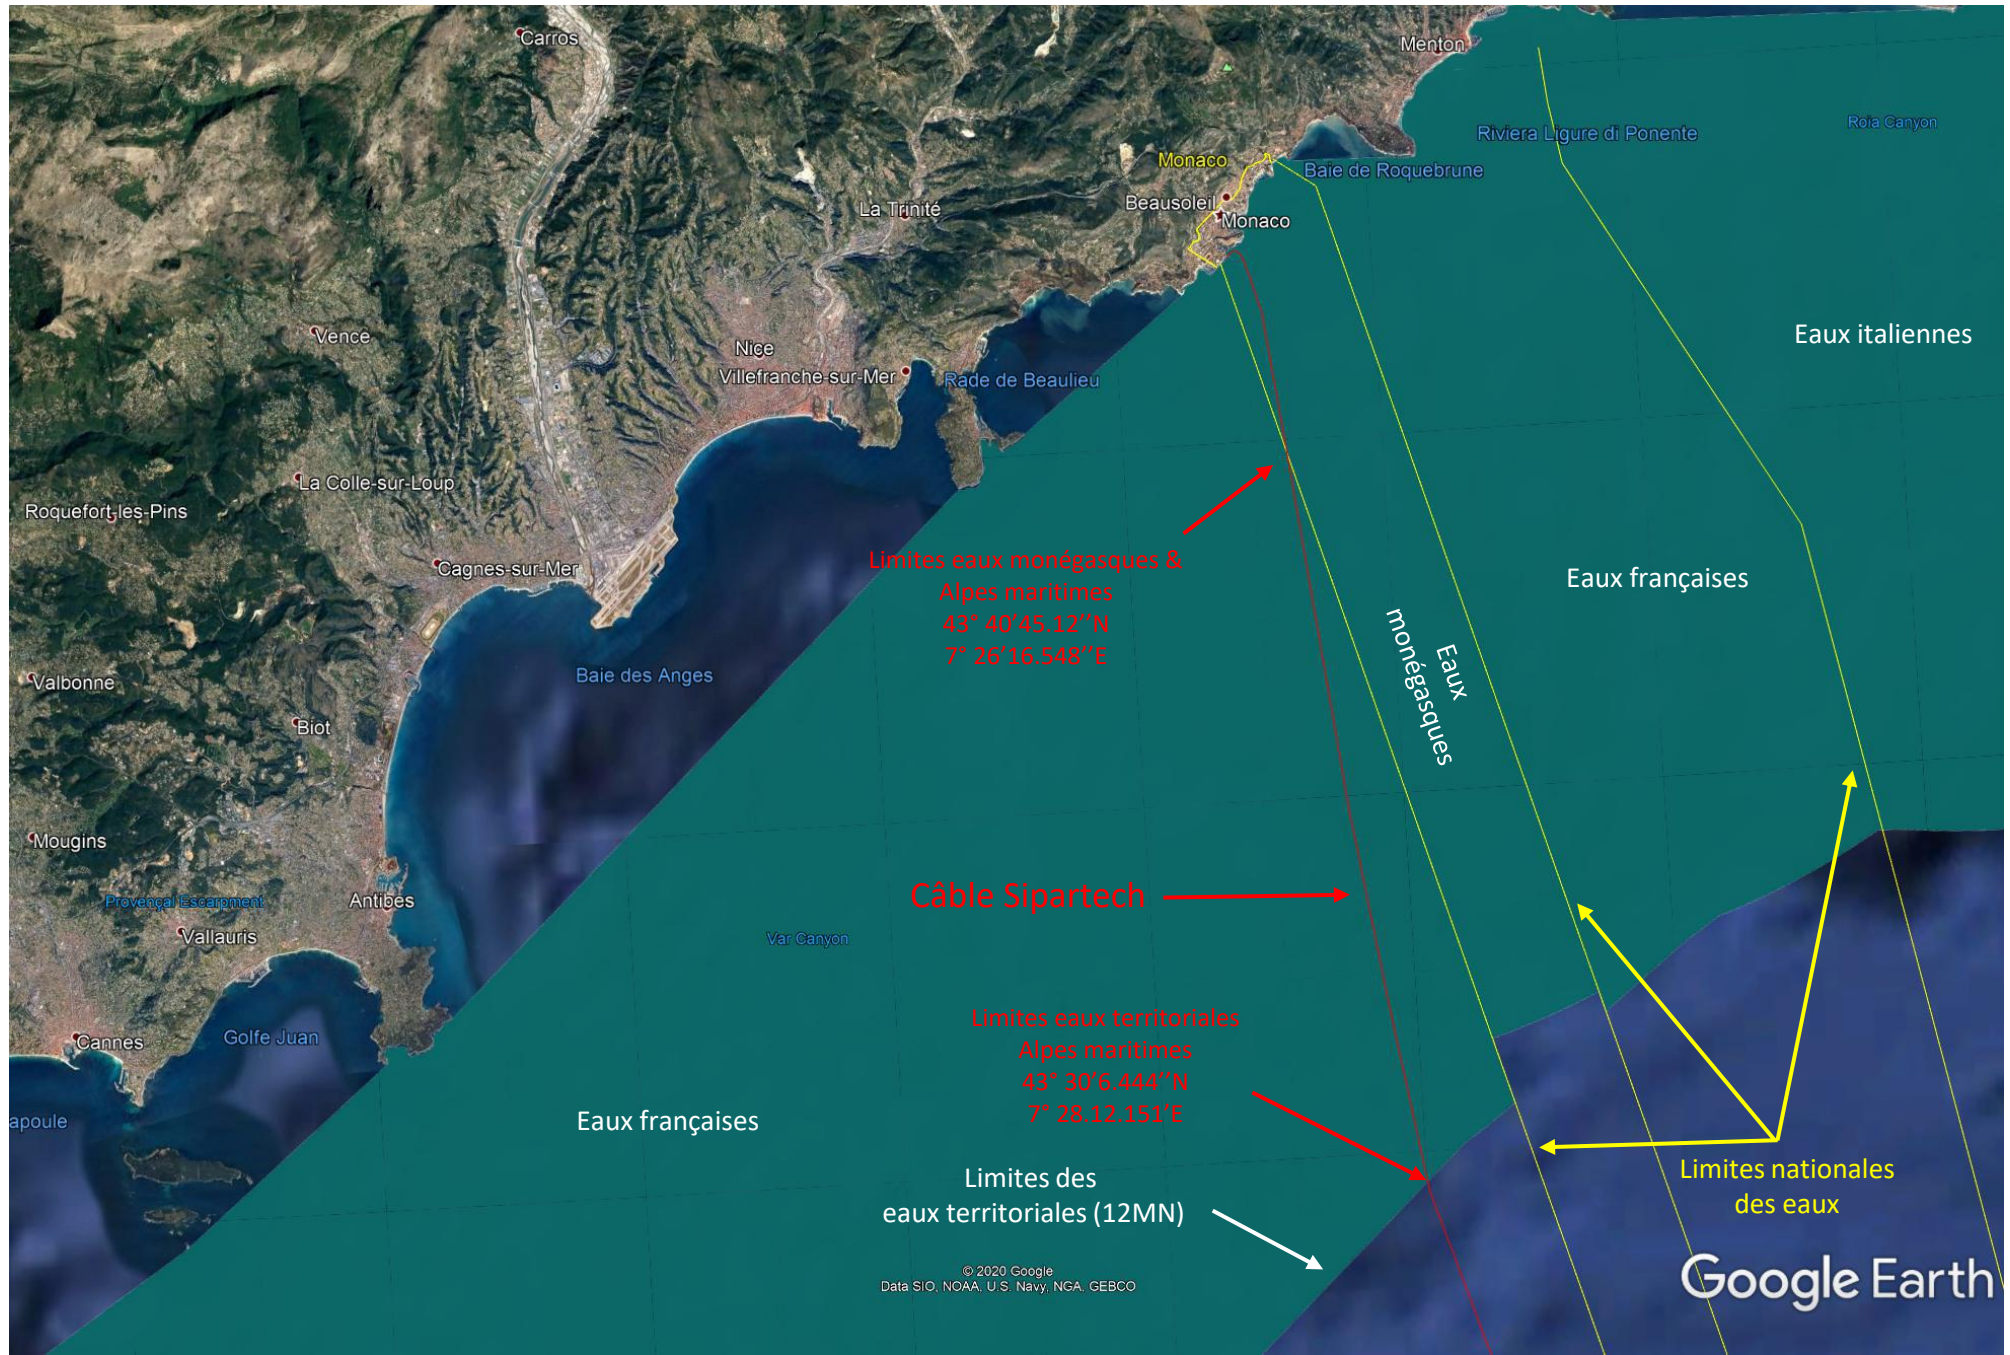 Carros
Menton
Riviera Ligure di Ponente
Roia Canyon
Monaco
Baie de Roquebrune
Beausoleil
Monaco
La Trinité
Vence
Nice
Villefranche-sur-Mer
Rade de Beaulieu
Eaux italiennes
La Colle-sur-Loup
Roquefort-les-Pins
Cagnes-sur-Mer
Limites eaux monégasques &
Alpes maritimes
43° 40'45.12''N
7° 26'16.548''E
Eaux françaises
Eaux
monégasques
Valbonne
Baie des Anges
Biot
Mougins
Provençal Escarpment
Antibes
Câble Sipartech
Vallauris
Var Canyon
Cannes
Golfe Juan
Limites eaux territoriales
Alpes maritimes
43° 30'6.444''N
7° 28.12.151'E
apoule
Eaux françaises
Limites des
eaux territoriales (12MN)
Limites nationales
des eaux
© 2020 Google
Data SIO, NOAA, U.S. Navy, NGA, GEBCO
Google Earth